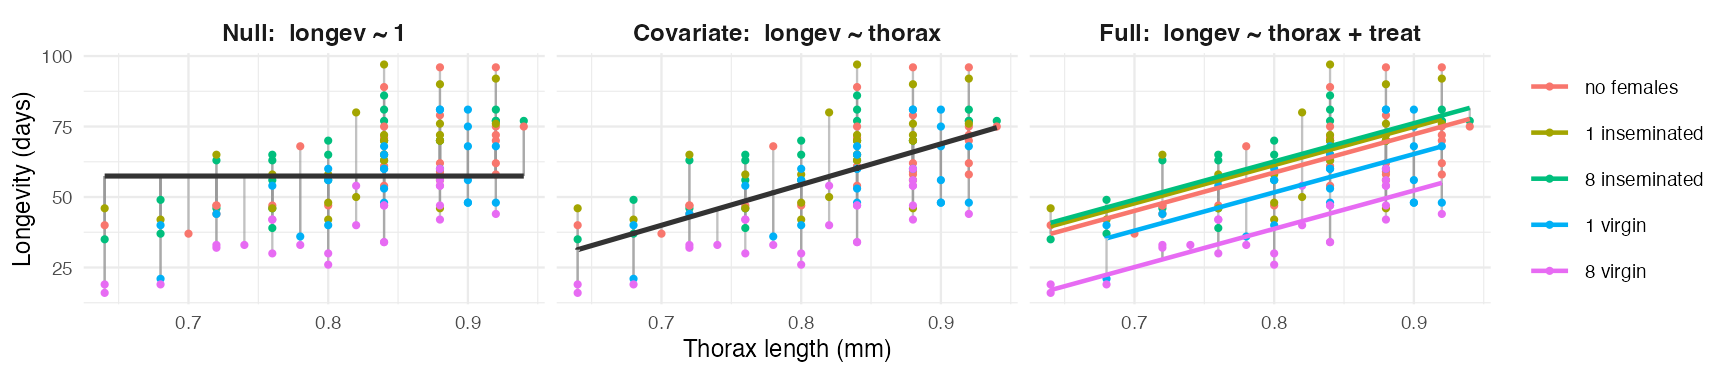 Null: longev ~ 1
Covariate: longev ~ thorax
Full: longev ~ thorax + treat
Longevity (days)
100
75
50
25
0.7 0.8 0.9
0.7 0.8 0.9
0.7 0.8 0.9
Thorax length (mm)
no females
1 inseminated
8 inseminated
1 virgin
8 virgin